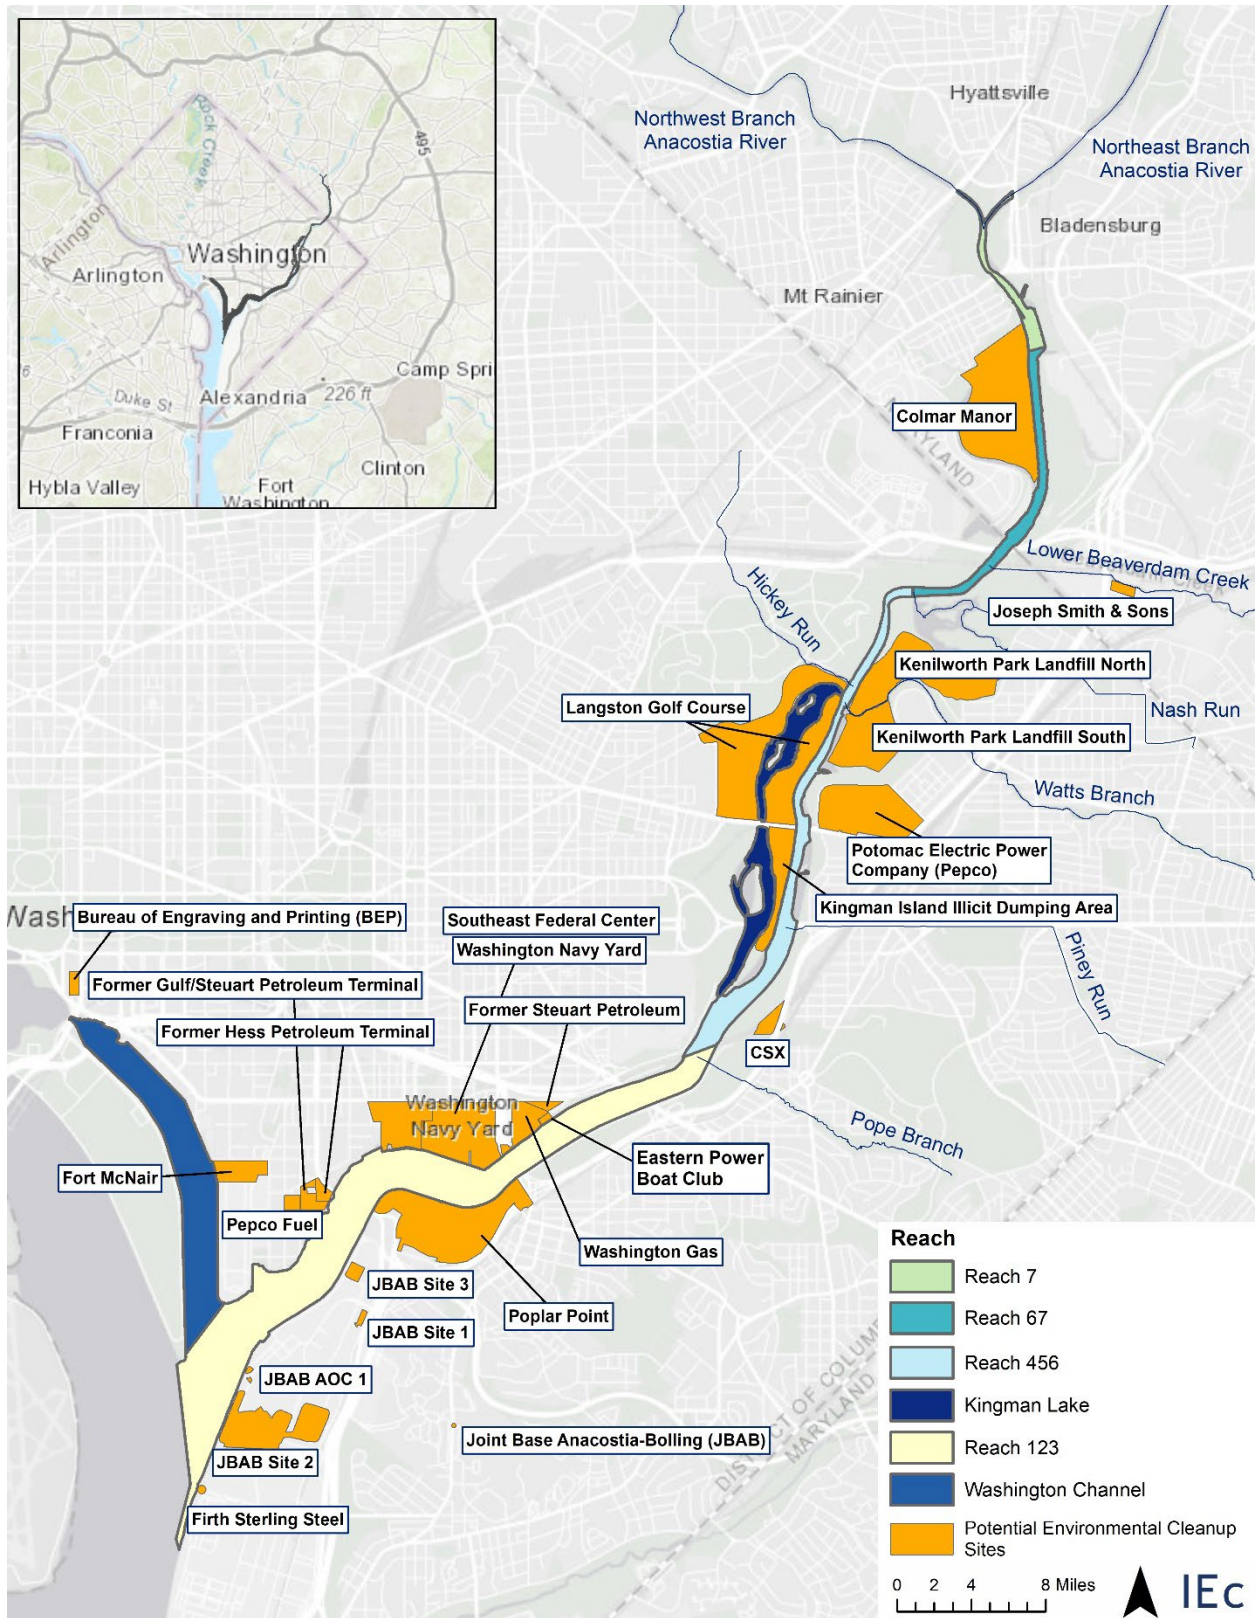 Rock Creek
495
Arlington
Washington
Arlington
Camp Spri
Alexandria
226 ft
Duke St
Franconia
Clinton
Hybla Valley
Fort
Washington
6
Hyattsville
Northwest Branch
Anacostia River
Northeast Branch
Anacostia River
Bladensburg
Mt Rainier
Colmar Manor
MARYLAND
Lower Beaverdam Creek
Hickey Run
Joseph Smith & Sons
Kenilworth Park Landfill North
Langston Golf Course
Nash Run
Kenilworth Park Landfill South
Watts Branch
Potomac Electric Power
Company (Pepco)
Kingman Island Illicit Dumping Area
Wash
Bureau of Engraving and Printing (BEP)
Southeast Federal Center
Washington Navy Yard
Piney Run
Former Gulf/Steuart Petroleum Terminal
Former Steuart Petroleum
Former Hess Petroleum Terminal
CSX
Washington
Navy Yard
Pope Branch
Eastern Power
Boat Club
Fort McNair
Pepco Fuel
Washington Gas
JBAB Site 3
Poplar Point
JBAB Site 1
JBAB AOC 1
DISTRICT OF COLUM
MARYLAND
Joint Base Anacostia-Bolling (JBAB)
JBAB Site 2
Firth Sterling Steel
Reach
Reach 7
Reach 67
Reach 456
Kingman Lake
Reach 123
Washington Channel
Potential Environmental Cleanup
Sites
0 2 4 8 Miles
IEc